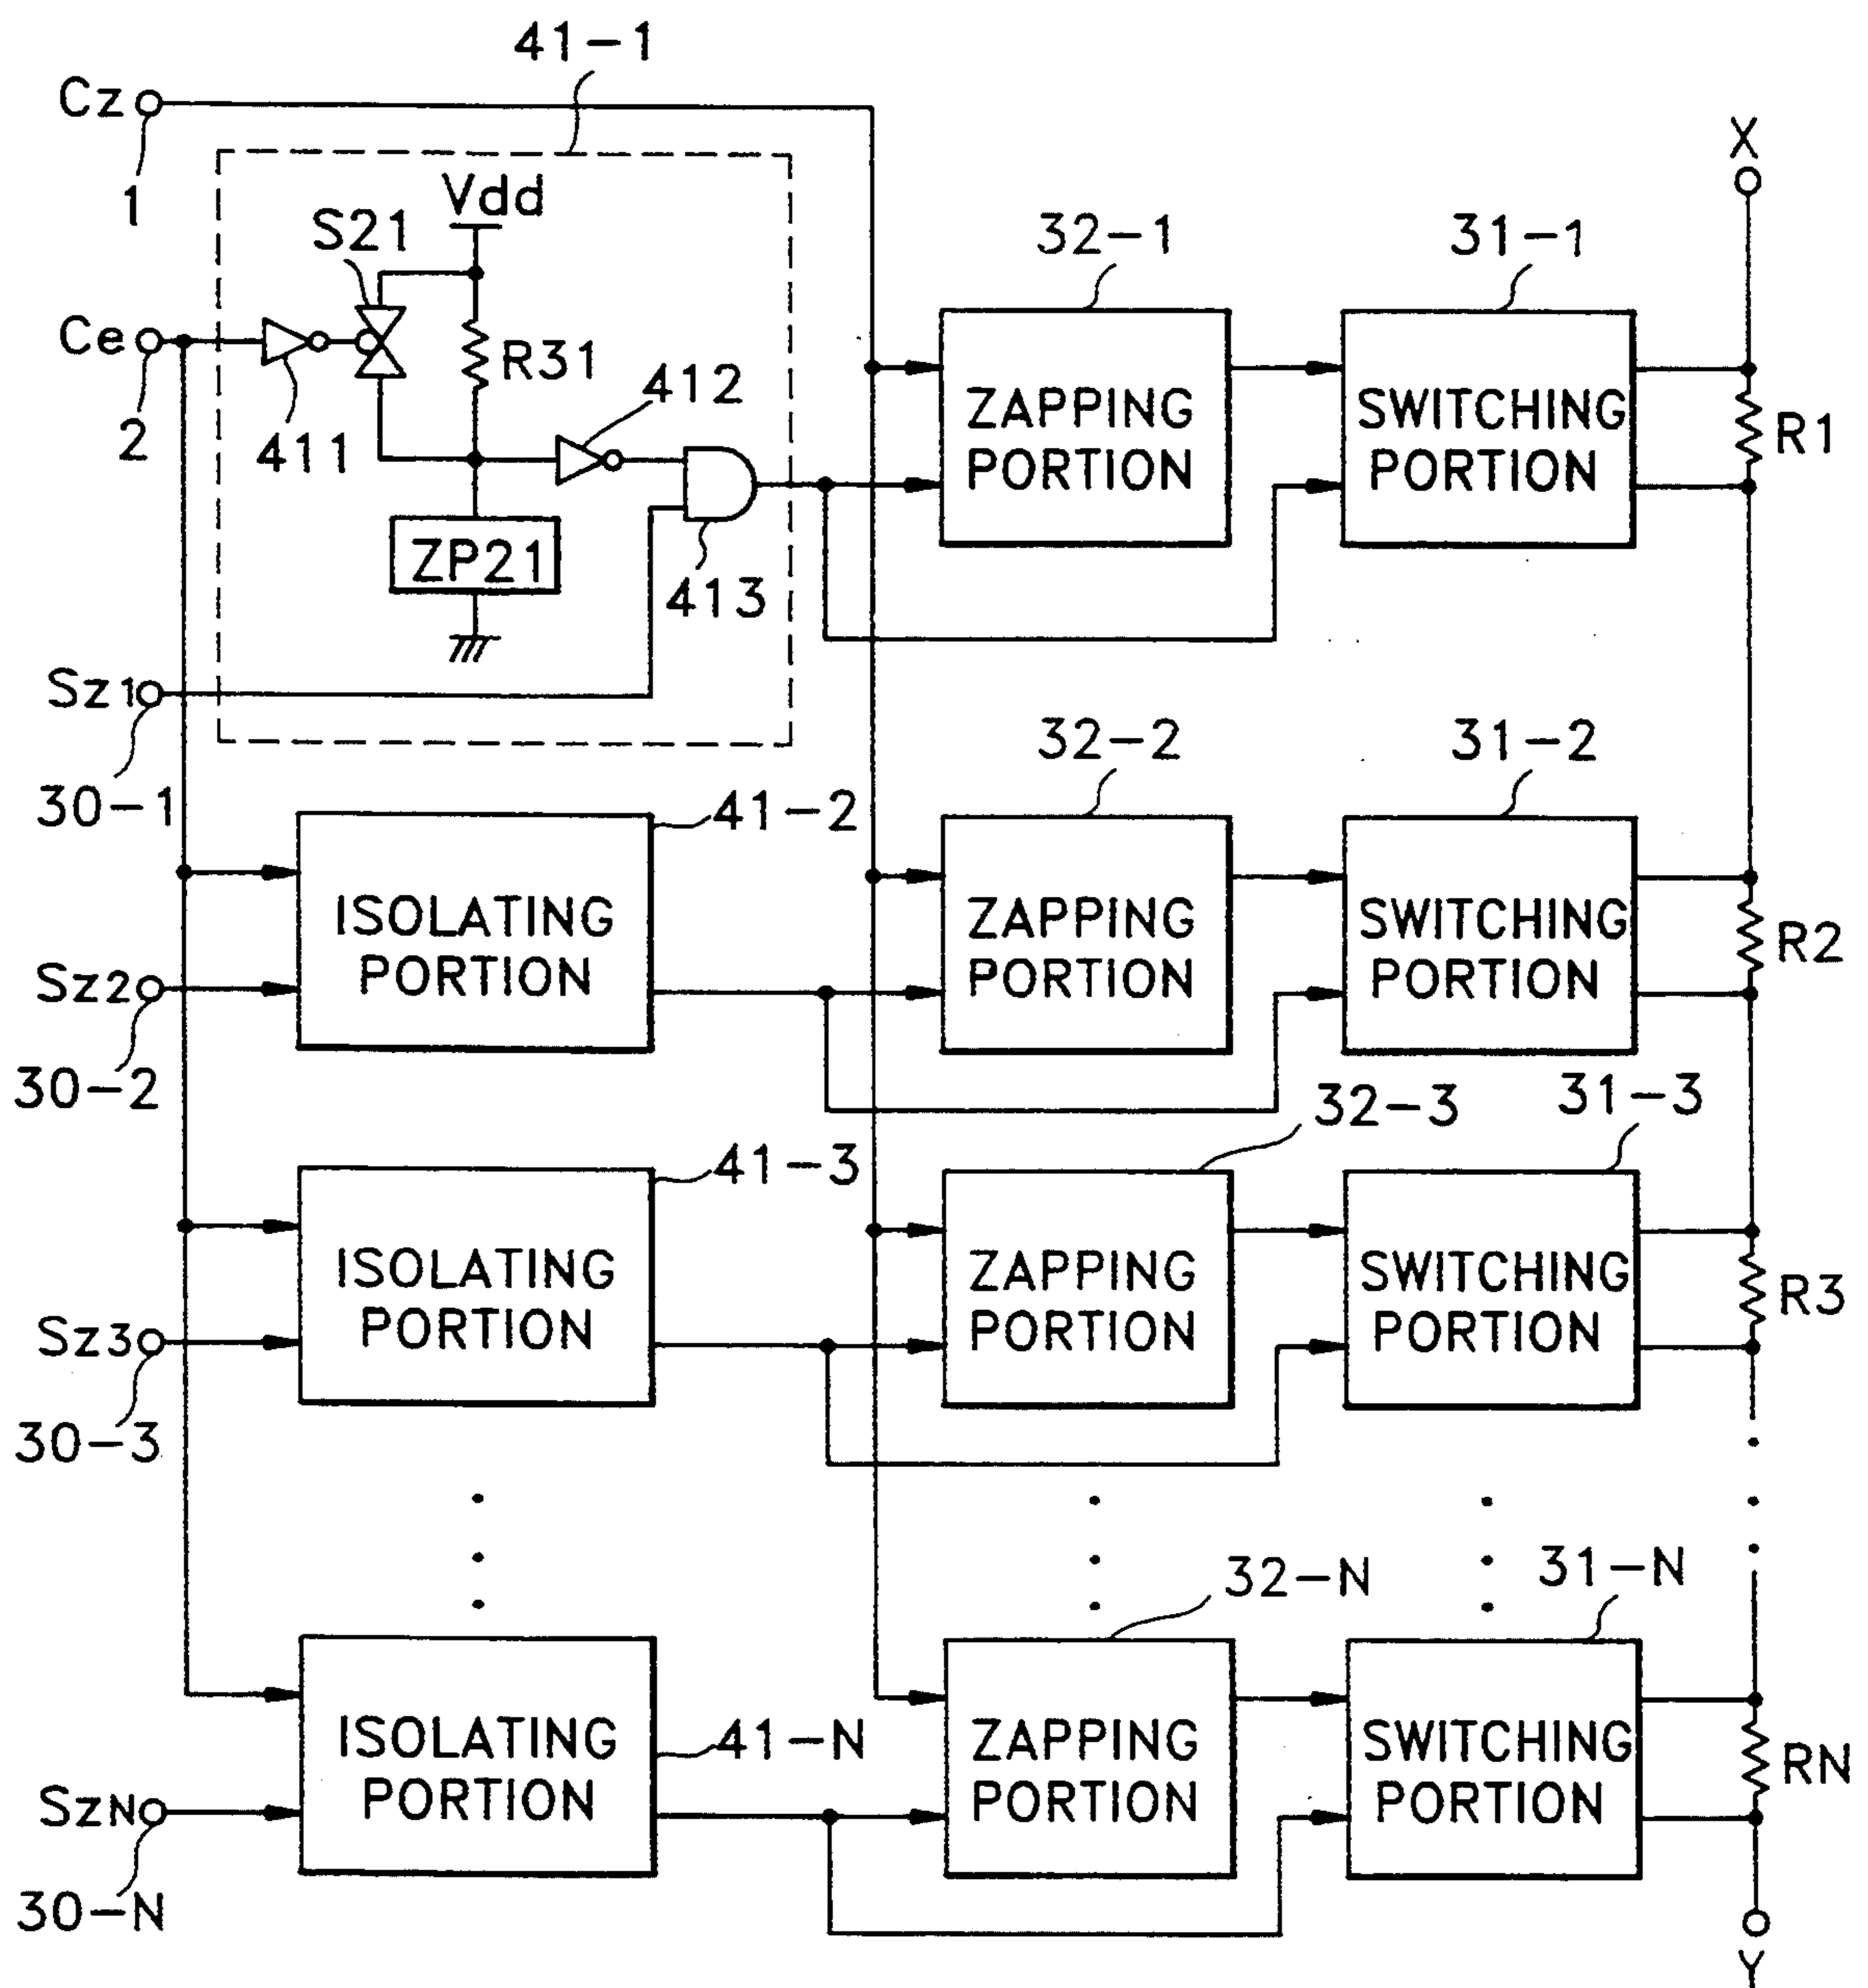 41-1
Cz
1
X
Vdd
S21
32-1
31-1
Ce
2
411
R31
412
ZAPPING
PORTION
SWITCHING
PORTION
R1
ZP21
413
Sz1
30-1
32-2
31-2
41-2
ISOLATING
PORTION
ZAPPING
PORTION
SWITCHING
PORTION
R2
Sz2
30-2
32-3
31-3
41-3
ISOLATING
PORTION
ZAPPING
PORTION
SWITCHING
PORTION
R3
Sz3
30-3
32-N
31-N
ISOLATING
PORTION
41-N
ZAPPING
PORTION
SWITCHING
PORTION
RN
SzN
30-N
Y